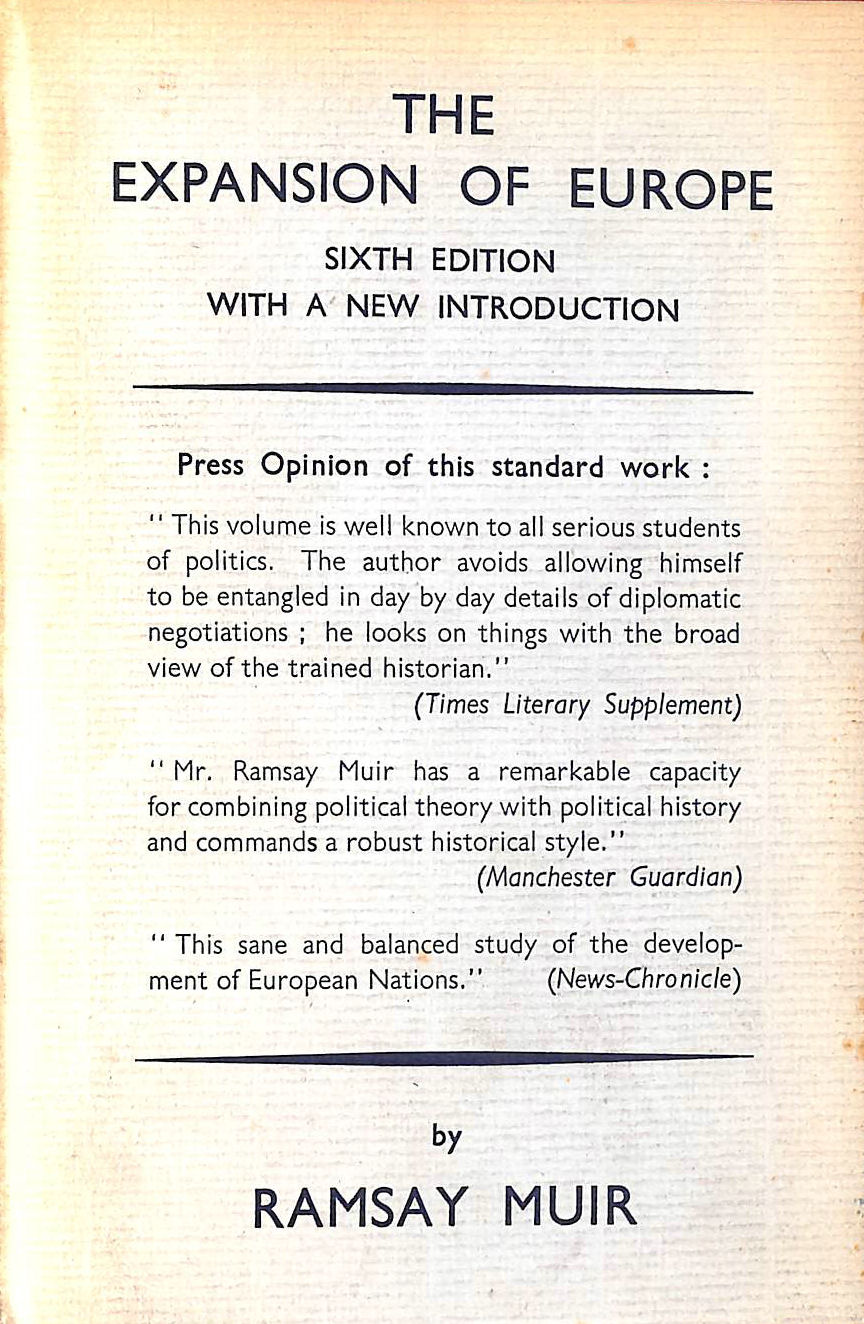 THE
EXPANSION OF EUROPE
SIXTH EDITION
WITH A NEW INTRODUCTION
Press Opinion of this standard work :
" This volume is well known to all serious students
of politics. The author avoids allowing himself
to be entangled in day by day details of diplomatic
negotiations ; he looks on things with the broad
view of the trained historian."
(Times Literary Supplement)
" Mr. Ramsay Muir has a remarkable capacity
for combining political theory with political history
and commands a robust historical style."
(Manchester Guardian)
" This sane and balanced study of the develop-
ment of European Nations." (News-Chronicle)
by
RAMSAY MUIR